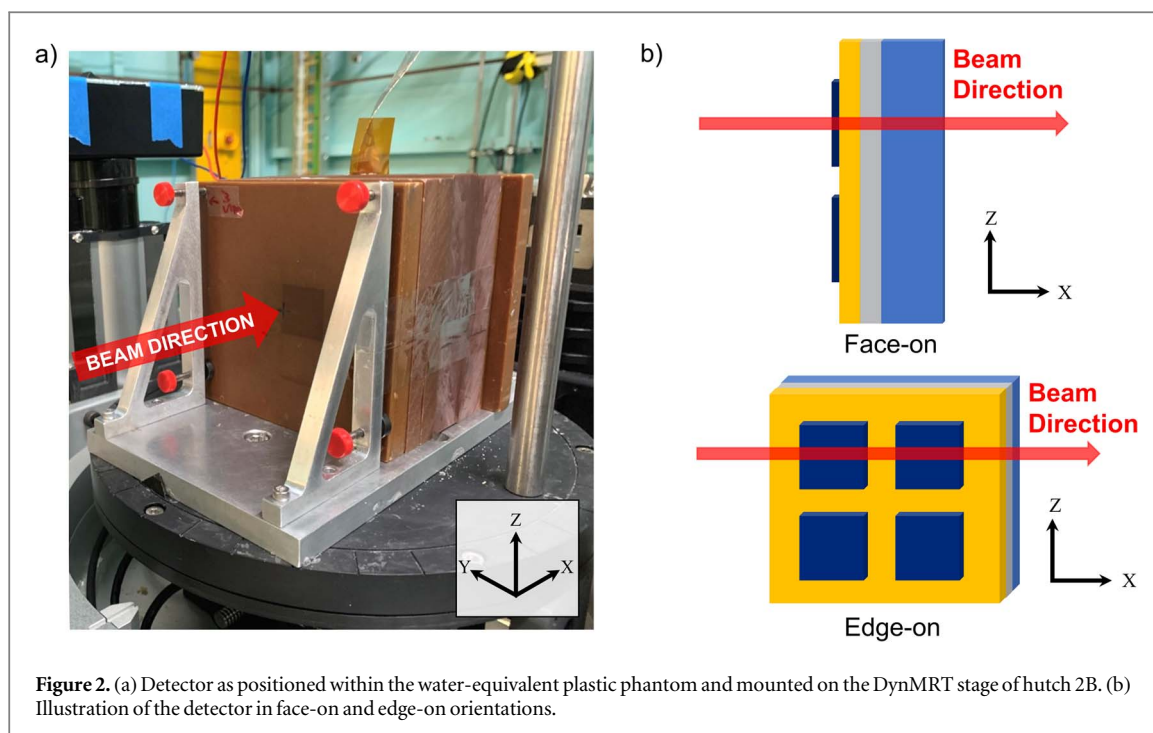 a)
BEAM DIRECTION
Z
Y
X
b)
Beam
Direction
Z
X
Face-on
Beam
Direction
Z
X
Edge-on
Figure 2. (a) Detector as positioned within the water-equivalent plastic phantom and mounted on the DynMRT stage of hutch 2B. (b)
Illustration of the detector in face-on and edge-on orientations.